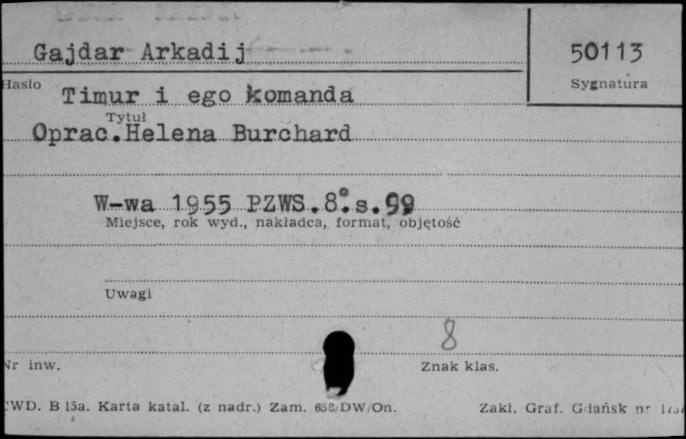 Gajdar Arkadij
50113
Hasło
Sygnatura
Timur i ego komanda
Tytuł
Oprac.Helena Burchard
W-wa 1955 PZWS.8°.s.99
Miejsce, rok wyd., nakładca, format, objętość
Uwagi
8
Nr inw.
Znak klas.
CWD. B 15a. Karta katal. (z nadr.) Zam. 658/DW/On.
Zakł. Graf. Gdańsk nr